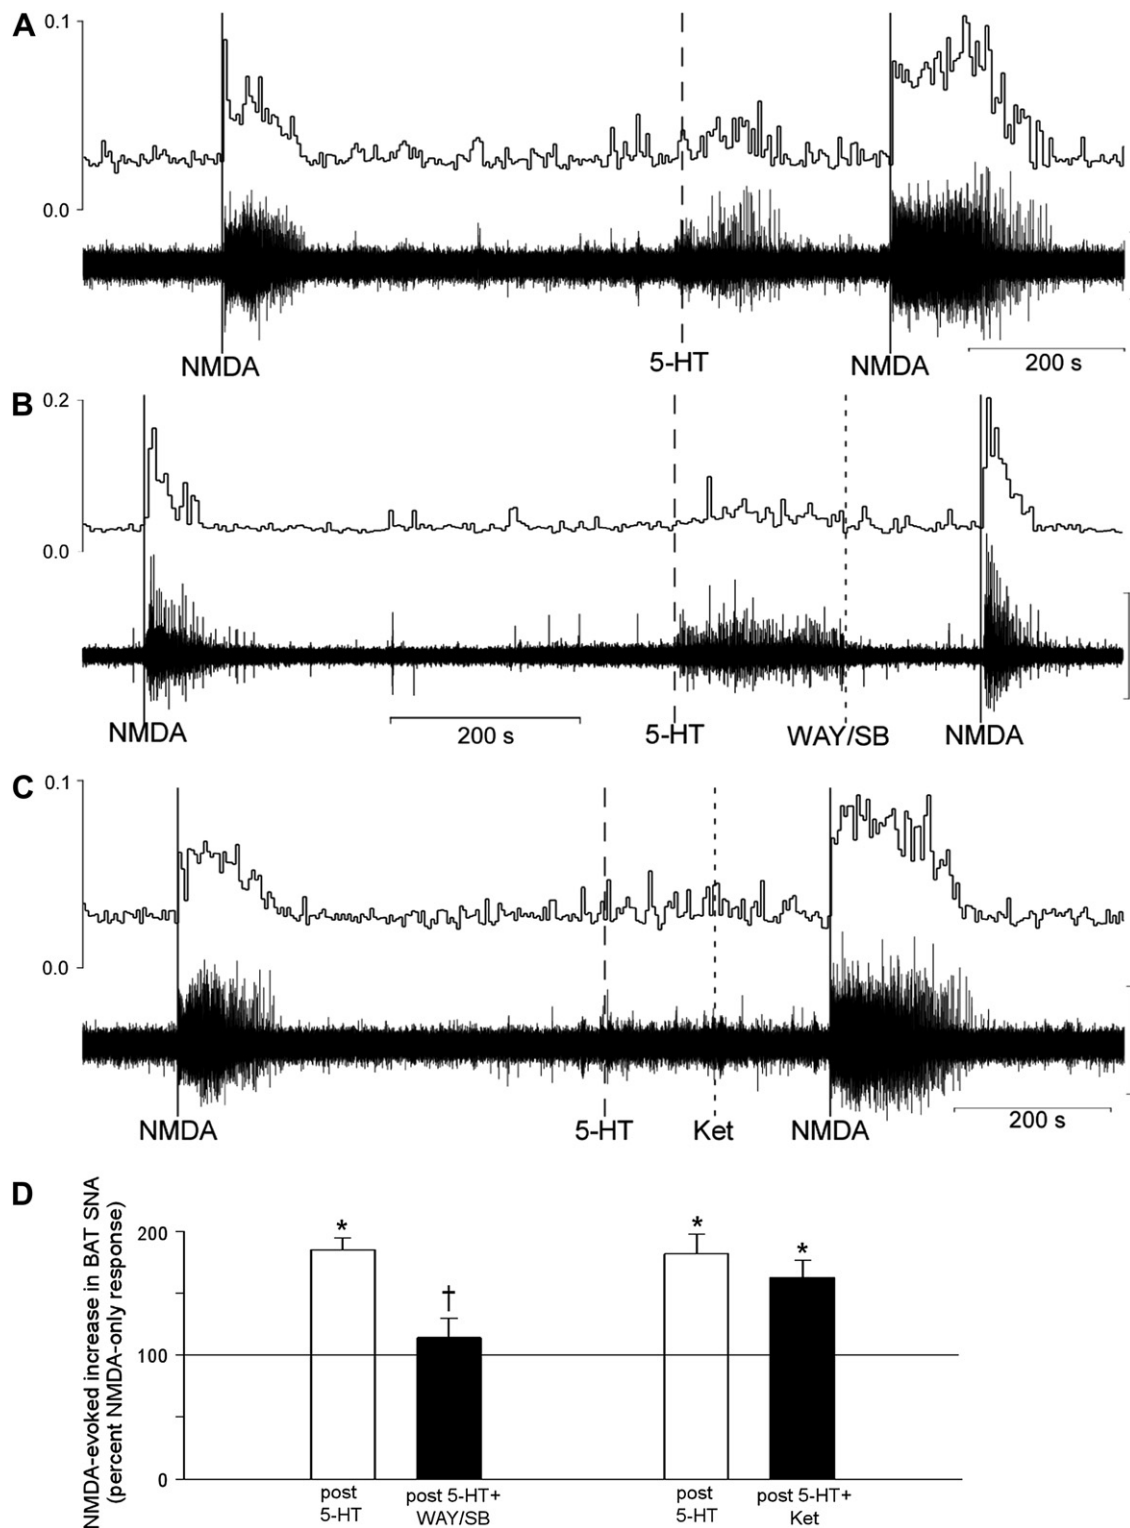 A
0.1
0.0
NMDA
5-HT
NMDA
200 s
B
0.2
0.0
NMDA
200 s
5-HT
WAY/SB
NMDA
C
0.1
0.0
NMDA
5-HT
Ket
NMDA
200 s
D
NMDA-evoked increase in BAT SNA
(percent NMDA-only response)
200
100
0
*
†
*
*
post
5-HT
post 5-HT+
WAY/SB
post
5-HT
post 5-HT+
Ket